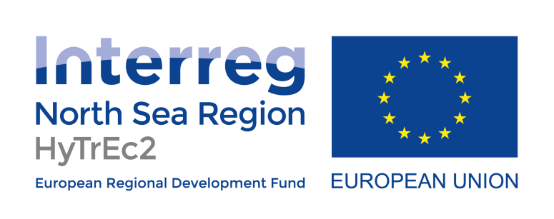 Interreg
North Sea Region
HyTrEc2
European Regional Development Fund
EUROPEAN UNION